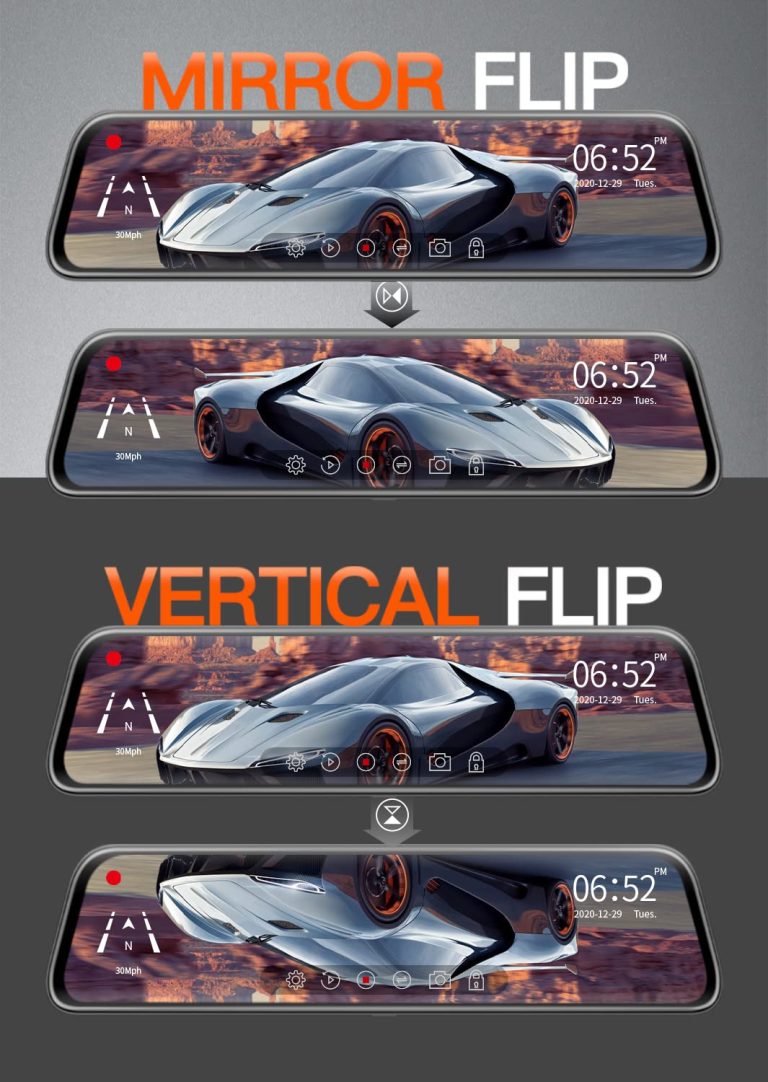 MIRROR FLIP
06:52 PM
2020-12-29 Tues.
N
30Mph
06:52 PM
2020-12-29 Tues.
N
30Mph
VERTICAL FLIP
06:52 PM
2020-12-29 Tues.
N
30Mph
06:52 PM
2020-12-29 Tues.
N
30Mph